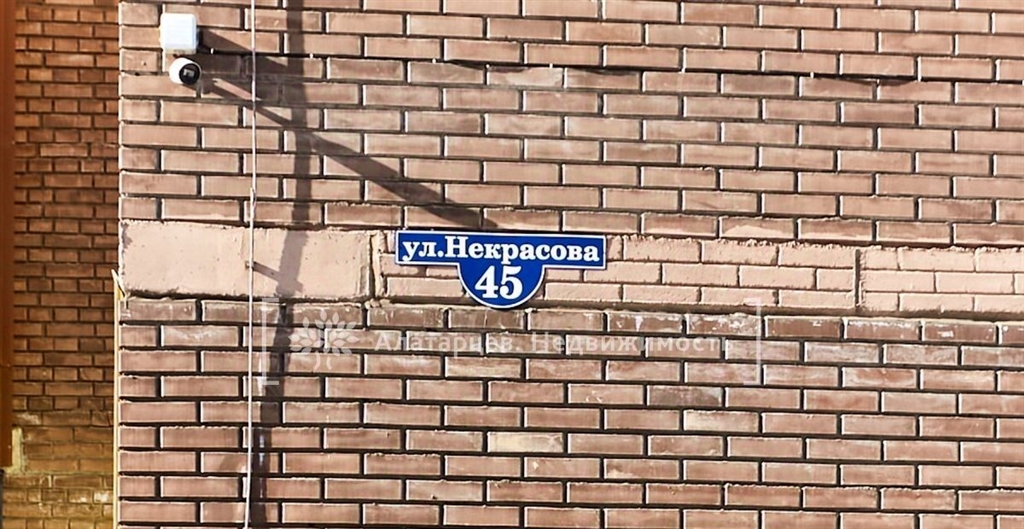 ул.Некрасова
45
Алатарцев. Недвижимость